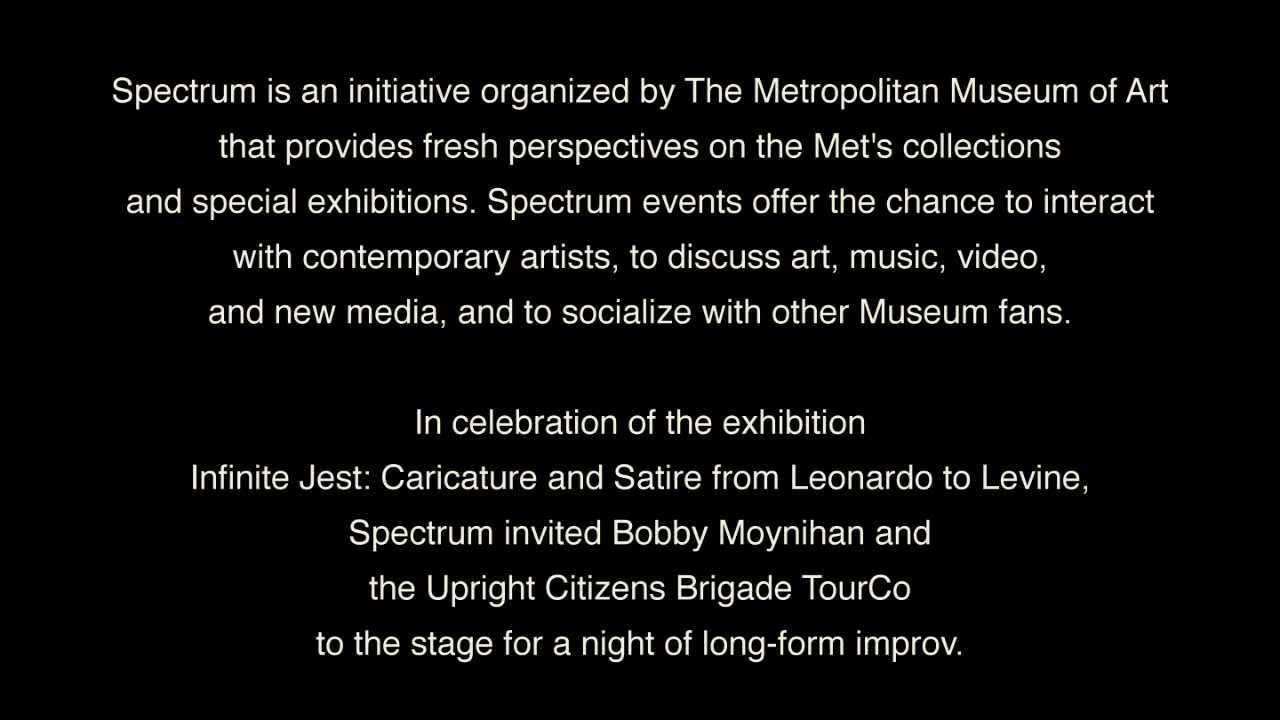 Spectrum is an initiative organized by The Metropolitan Museum of Art
that provides fresh perspectives on the Met's collections
and special exhibitions. Spectrum events offer the chance to interact
with contemporary artists, to discuss art, music, video,
and new media, and to socialize with other Museum fans.
In celebration of the exhibition
Infinite Jest: Caricature and Satire from Leonardo to Levine,
Spectrum invited Bobby Moynihan and
the Upright Citizens Brigade TourCo
to the stage for a night of long-form improv.